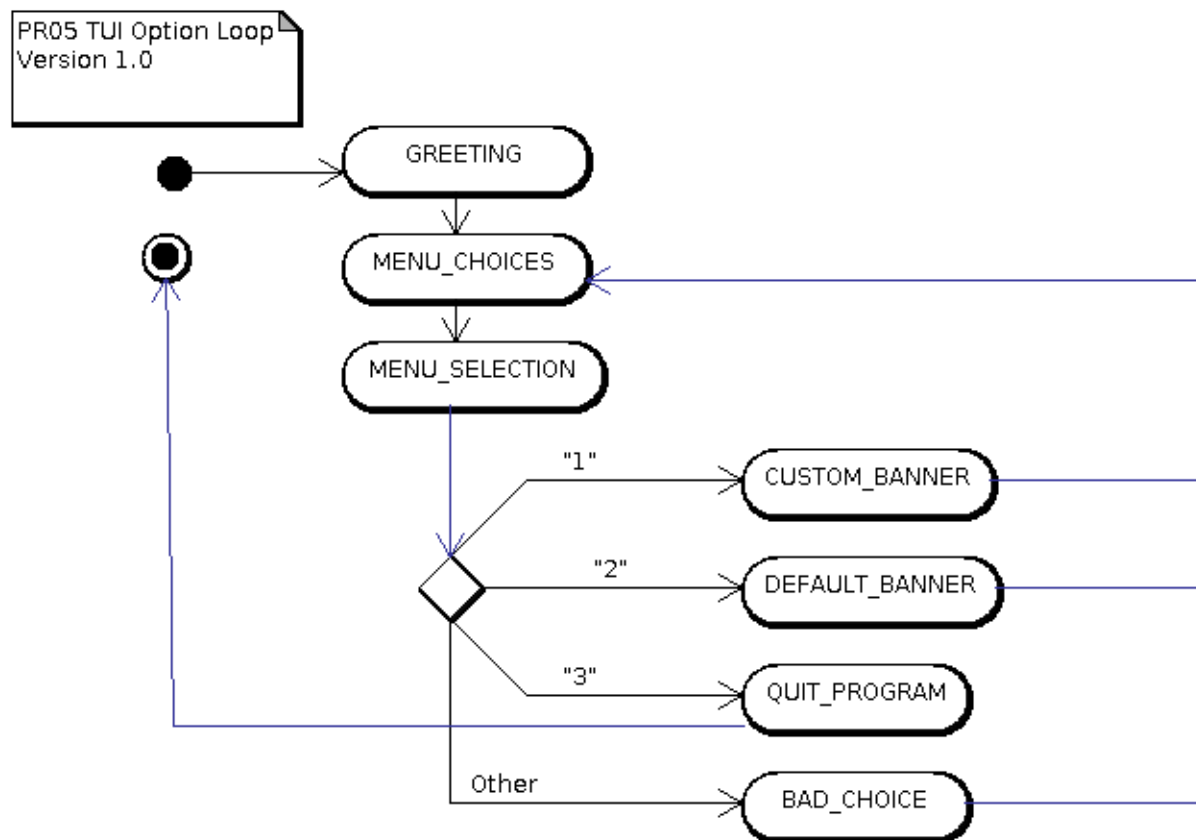 PR05 TUI Option Loop
Version 1.0
GREETING
MENU_CHOICES
MENU_SELECTION
"1"
CUSTOM_BANNER
"2"
DEFAULT_BANNER
"3"
QUIT_PROGRAM
Other
BAD_CHOICE